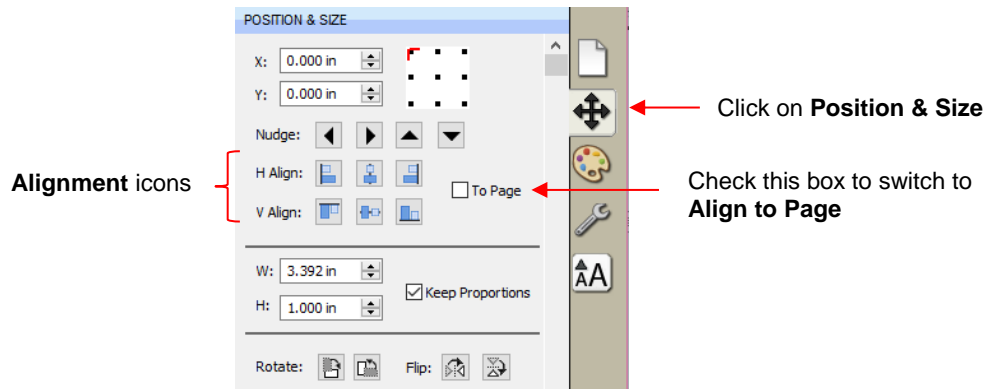 POSITION & SIZE
X: 0.000 in
Y: 0.000 in
Click on Position & Size
Nudge:
Alignment icons
H Align:
To Page
Check this box to switch to
Align to Page
V Align:
AA
W: 3.392 in
Keep Proportions
H: 1.000 in
Rotate: Flip: